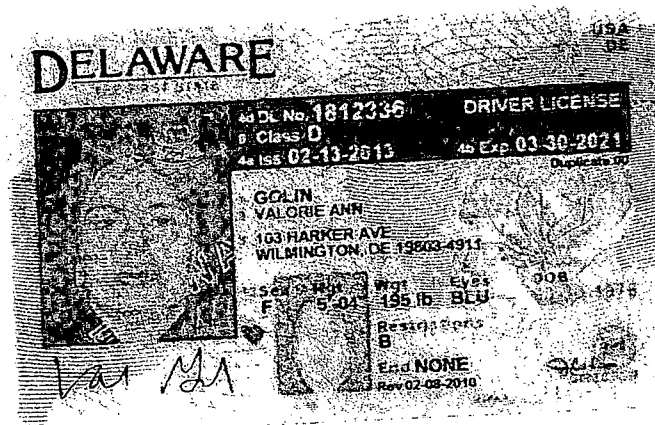 USA
DE
DELAWARE
4d DL No. 1812336 DRIVER LICENSE
9 Class D
4a Iss 02-13-2013 4b Exp 03-30-2021
Duplicate 00
GOLIN
VALORIE ANN
103 HARKER AVE
WILMINGTON, DE 19803-4911
Sex Hgt Wgt Eyes DOB
F 5'-04" 195 lb BLU
Restrictions
B
End NONE
Rev 02-08-2010